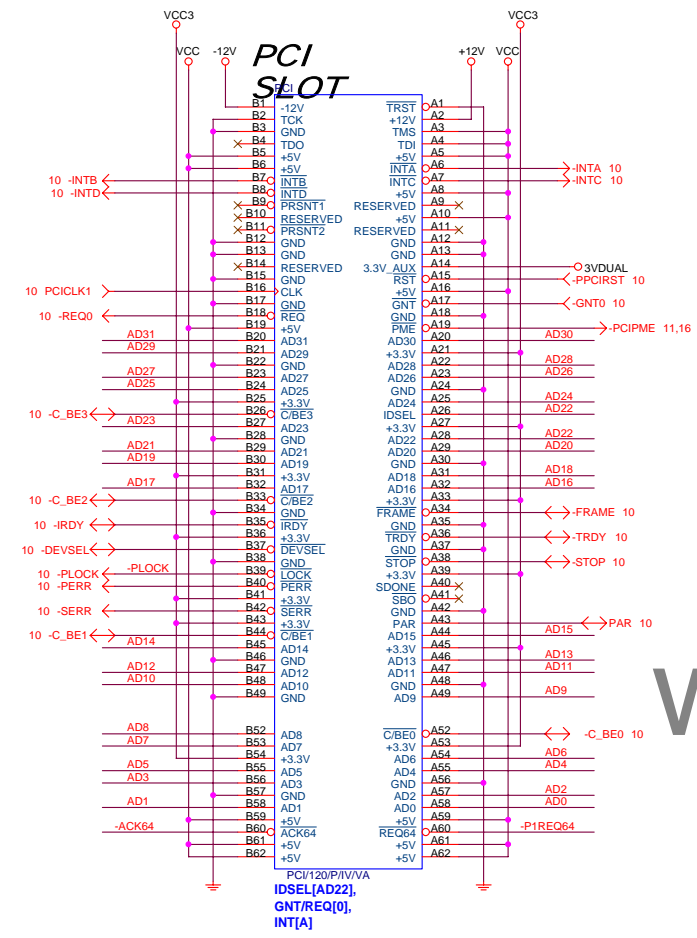 VCC3 VCC3
VCC -12V +12V VCC
PCI
SLOT
PCI
B1 -12V TRST A1
B2 TCK +12V A2
B3 GND TMS A3
B4 TDO TDI A4
B5 +5V +5V A5
B6 +5V INTA A6 -INTA 10
10 -INTB B7 INTB INTC A7 -INTC 10
10 -INTD B8 INTD +5V A8
B9 PRSNT1 RESERVED A9
B10 RESERVED +5V A10
B11 PRSNT2 RESERVED A11
B12 GND GND A12
B13 GND GND A13
B14 RESERVED 3.3V_AUX A14 3VDUAL
B15 GND RST A15 -PPCIRST 10
10 PCICLK1 B16 CLK +5V A16
B17 GND GNT A17 -GNT0 10
10 -REQ0 B18 REQ GND A18
B19 +5V PME A19 -PCIPME 11,16
AD31 B20 AD31 AD30 A20 AD30
AD29 B21 AD29 +3.3V A21
B22 GND AD28 A22 AD28
AD27 B23 AD27 AD26 A23 AD26
AD25 B24 AD25 GND A24
B25 +3.3V AD24 A25 AD24
10 -C_BE3 B26 C/BE3 IDSEL A26 AD22
AD23 B27 AD23 +3.3V A27
B28 GND AD22 A28 AD22
AD21 B29 AD21 AD20 A29 AD20
AD19 B30 AD19 GND A30
B31 +3.3V AD18 A31 AD18
AD17 B32 AD17 AD16 A32 AD16
10 -C_BE2 B33 C/BE2 +3.3V A33
B34 GND FRAME A34 -FRAME 10
10 -IRDY B35 IRDY GND A35
B36 +3.3V TRDY A36 -TRDY 10
10 -DEVSEL B37 DEVSEL GND A37
B38 GND STOP A38 -STOP 10
10 -PLOCK -PLOCK B39 LOCK +3.3V A39
10 -PERR B40 PERR SDONE A40
B41 +3.3V SBO A41
10 -SERR B42 SERR GND A42
B43 +3.3V PAR A43 PAR 10
10 -C_BE1 B44 C/BE1 AD15 A44 AD15
AD14 B45 AD14 +3.3V A45
B46 GND AD13 A46 AD13
AD12 B47 AD12 AD11 A47 AD11
AD10 B48 AD10 GND A48
B49 GND AD9 A49 AD9
V
AD8 B52 AD8 C/BE0 A52 -C_BE0 10
AD7 B53 AD7 +3.3V A53
B54 +3.3V AD6 A54 AD6
AD5 B55 AD5 AD4 A55 AD4
AD3 B56 AD3 GND A56
B57 GND AD2 A57 AD2
AD1 B58 AD1 AD0 A58 AD0
B59 +5V +5V A59
-ACK64 B60 ACK64 REQ64 A60 -P1REQ64
B61 +5V +5V A61
B62 +5V +5V A62
PCI/120/P/IV/VA
IDSEL[AD22],
GNT/REQ[0],
INT[A]